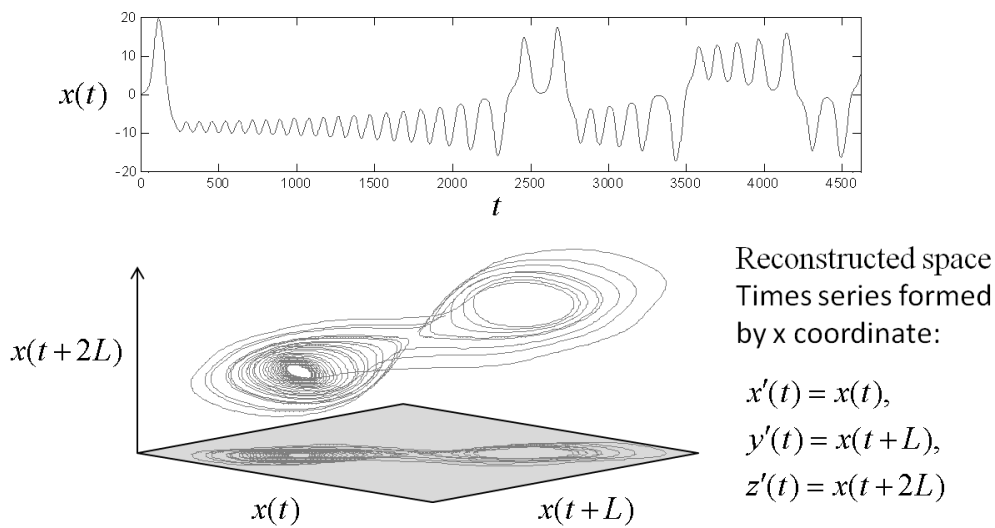 20
10
0
-10
-20
x(t)
0 500 1000 1500 2000 2500 3000 3500 4000 4500
t
x(t + 2L)
x(t)
x(t + L)
Reconstructed space
Times series formed
by x coordinate:
x′(t) = x(t),
y′(t) = x(t + L),
z′(t) = x(t + 2L)